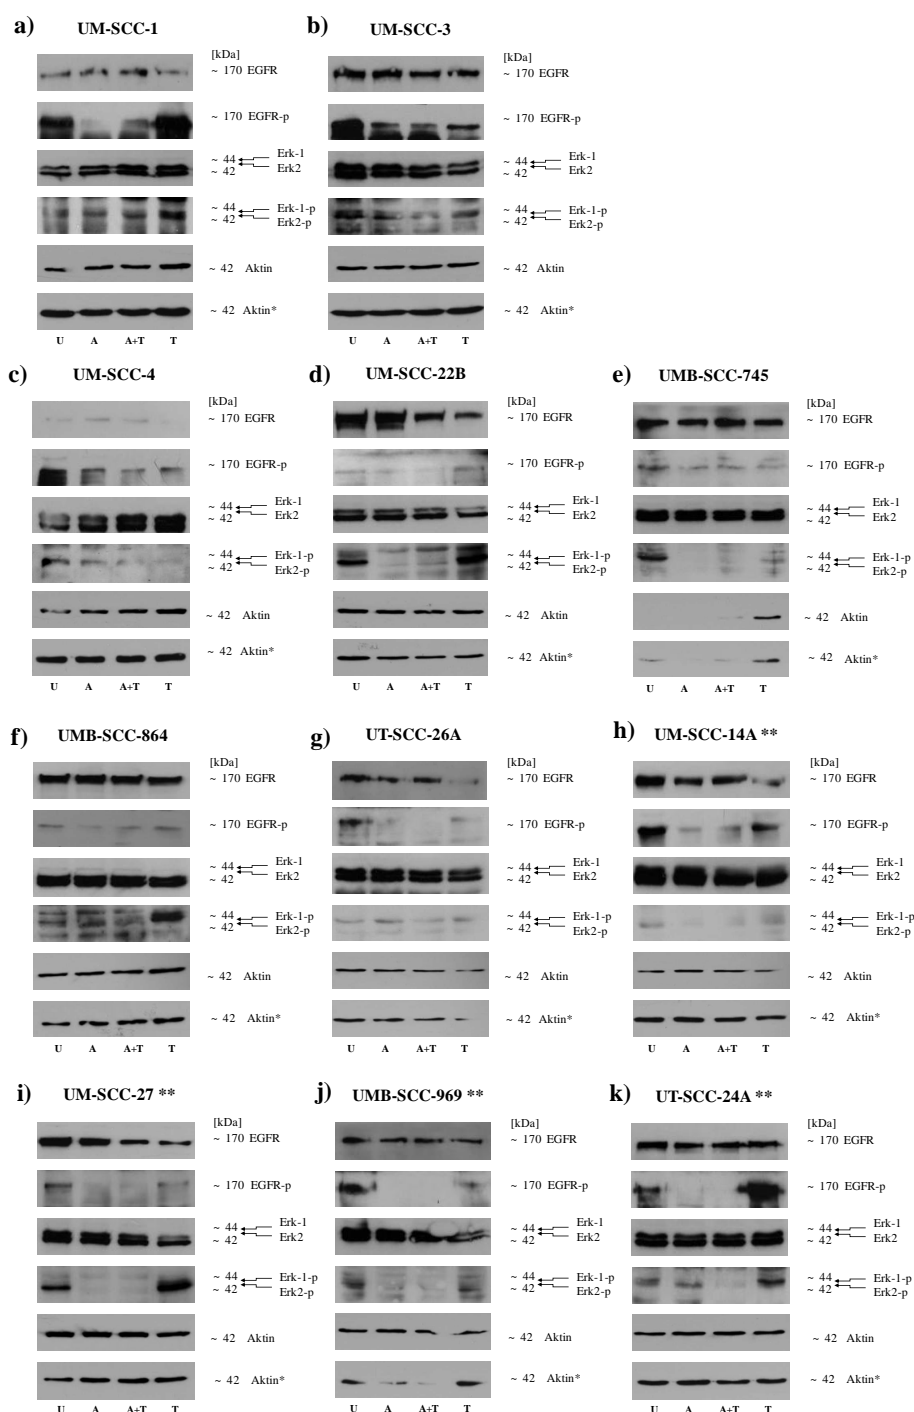 a) UM-SCC-1
[kDa]
~ 170 EGFR
~ 170 EGFR-p
~ 44 Erk-1
~ 42 Erk2
~ 44 Erk-1-p
~ 42 Erk2-p
~ 42 Aktin
~ 42 Aktin*
U A A+T T
b) UM-SCC-3
[kDa]
~ 170 EGFR
~ 170 EGFR-p
~ 44 Erk-1
~ 42 Erk2
~ 44 Erk-1-p
~ 42 Erk2-p
~ 42 Aktin
~ 42 Aktin*
U A A+T T
c) UM-SCC-4
[kDa]
~ 170 EGFR
~ 170 EGFR-p
~ 44 Erk-1
~ 42 Erk2
~ 44 Erk-1-p
~ 42 Erk2-p
~ 42 Aktin
~ 42 Aktin*
U A A+T T
d) UM-SCC-22B
[kDa]
~ 170 EGFR
~ 170 EGFR-p
~ 44 Erk-1
~ 42 Erk2
~ 44 Erk-1-p
~ 42 Erk2-p
~ 42 Aktin
~ 42 Aktin*
U A A+T T
e) UMB-SCC-745
[kDa]
~ 170 EGFR
~ 170 EGFR-p
~ 44 Erk-1
~ 42 Erk2
~ 44 Erk-1-p
~ 42 Erk2-p
~ 42 Aktin
~ 42 Aktin*
U A A+T T
f) UMB-SCC-864
[kDa]
~ 170 EGFR
~ 170 EGFR-p
~ 44 Erk-1
~ 42 Erk2
~ 44 Erk-1-p
~ 42 Erk2-p
~ 42 Aktin
~ 42 Aktin*
U A A+T T
g) UT-SCC-26A
[kDa]
~ 170 EGFR
~ 170 EGFR-p
~ 44 Erk-1
~ 42 Erk2
~ 44 Erk-1-p
~ 42 Erk2-p
~ 42 Aktin
~ 42 Aktin*
U A A+T T
h) UM-SCC-14A **
[kDa]
~ 170 EGFR
~ 170 EGFR-p
~ 44 Erk-1
~ 42 Erk2
~ 44 Erk-1-p
~ 42 Erk2-p
~ 42 Aktin
~ 42 Aktin*
U A A+T T
i) UM-SCC-27 **
[kDa]
~ 170 EGFR
~ 170 EGFR-p
~ 44 Erk-1
~ 42 Erk2
~ 44 Erk-1-p
~ 42 Erk2-p
~ 42 Aktin
~ 42 Aktin*
U A A+T T
j) UMB-SCC-969 **
[kDa]
~ 170 EGFR
~ 170 EGFR-p
~ 44 Erk-1
~ 42 Erk2
~ 44 Erk-1-p
~ 42 Erk2-p
~ 42 Aktin
~ 42 Aktin*
U A A+T T
k) UT-SCC-24A **
[kDa]
~ 170 EGFR
~ 170 EGFR-p
~ 44 Erk-1
~ 42 Erk2
~ 44 Erk-1-p
~ 42 Erk2-p
~ 42 Aktin
~ 42 Aktin*
U A A+T T